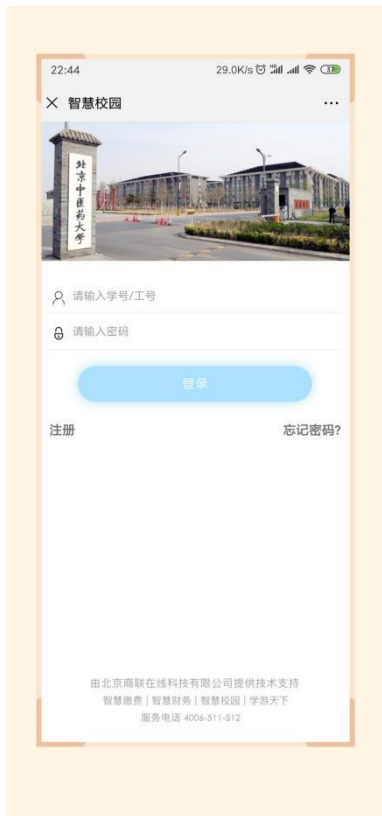 22:44
29.0K/s
智慧校园
北京中医药大学
请输入学号/工号
请输入密码
登录
注册
忘记密码?
由北京商联在线科技有限公司提供技术支持
智慧缴费 | 智慧财务 | 智慧校园 | 学游天下
服务电话 4006-511-512